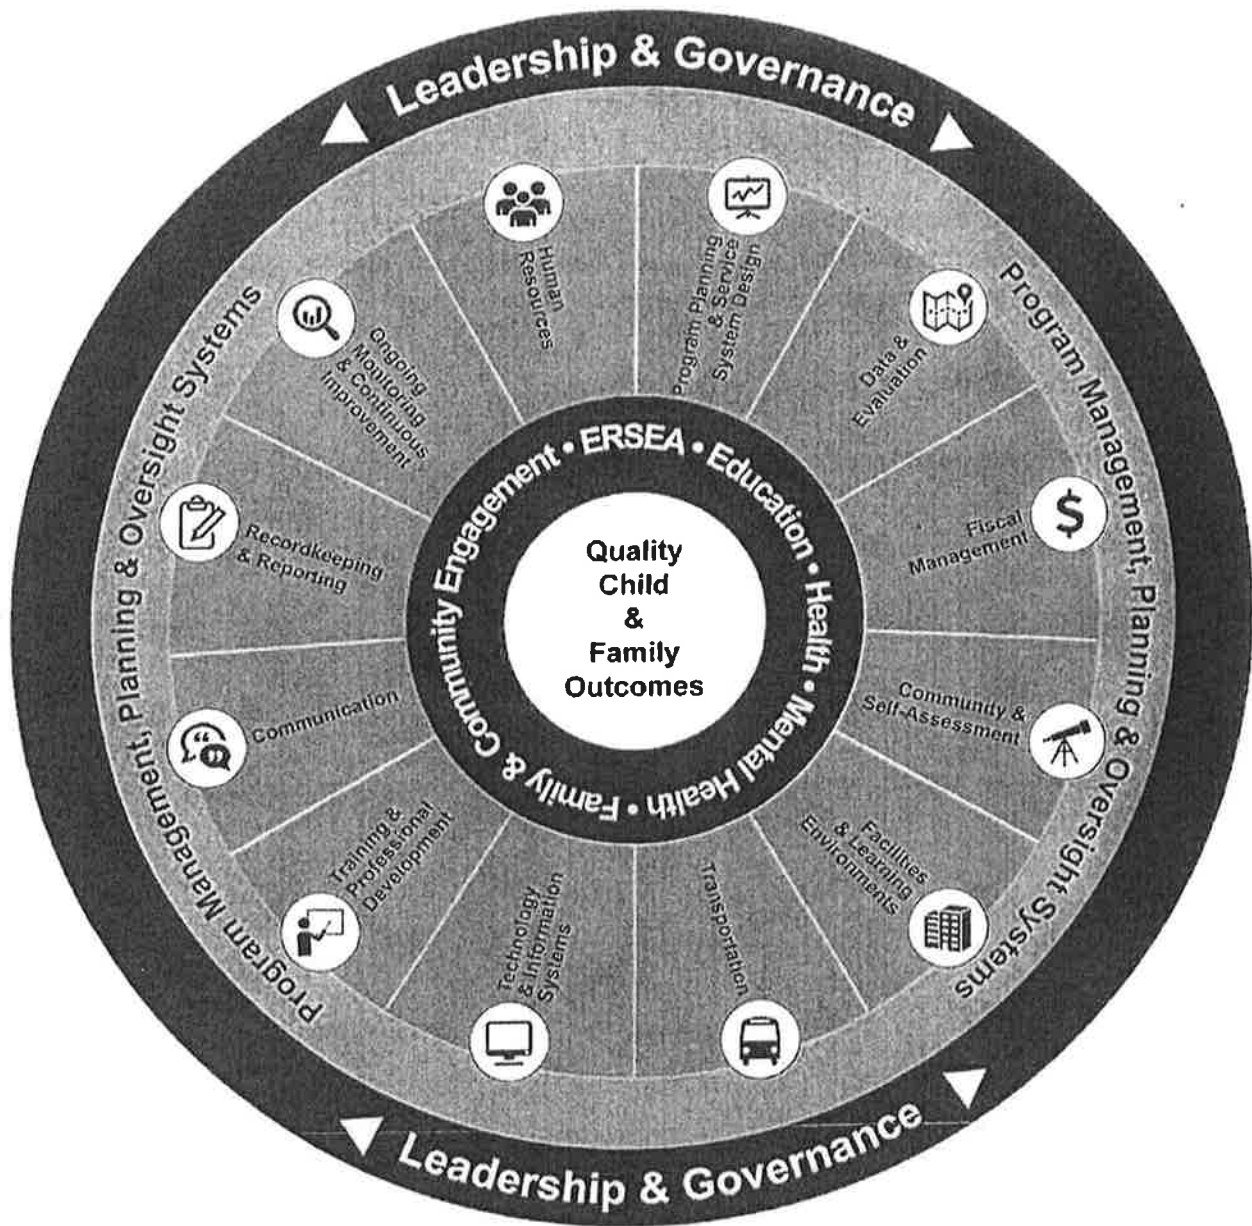 Leadership & Governance
Program Management, Planning & Oversight Systems
Program Management, Planning & Oversight Systems
Program Planning
& Service
System Design
Data &
Evaluation
Fiscal
Management
Community &
Self-Assessment
Facilities
& Learning
Environments
Transportation
Technology
& Information
Systems
Training &
Professional
Development
Communication
Recordkeeping
& Reporting
Ongoing
Monitoring
& Continuous
Improvement
Human
Resources
ERSEA • Education • Health • Mental Health • Family & Community Engagement •
Quality
Child
&
Family
Outcomes
Leadership & Governance